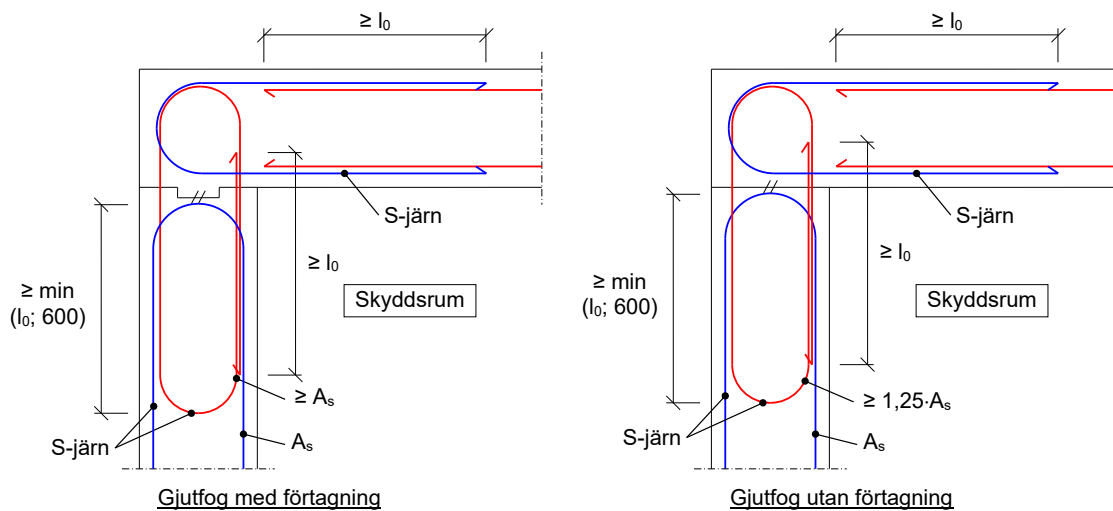 ≥ l₀
S-järn
≥ l₀
≥ min
(l₀; 600)
Skyddsrum
≥ Aₛ
S-järn
Aₛ
Gjutfog med förtagning
≥ l₀
S-järn
≥ l₀
≥ min
(l₀; 600)
Skyddsrum
≥ 1,25·Aₛ
S-järn
Aₛ
Gjutfog utan förtagning